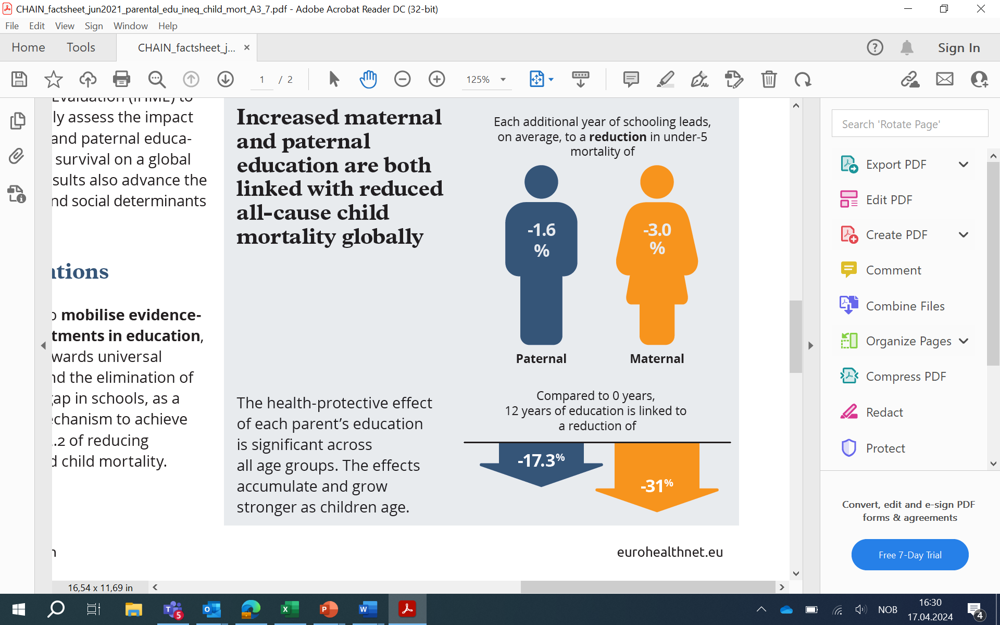 CHAIN_factsheet_jun2021_parental_edu_ineq_child_mort_A3_7.pdf - Adobe Acrobat Reader DC (32-bit)
File Edit View Sign Window Help
Home Tools CHAIN_factsheet_j... × Sign In
1 / 2 125%
Evaluation (IHME) to
ly assess the impact
and paternal educa-
survival on a global
sults also advance the
nd social determinants
ntions
o mobilise evidence-
tments in education,
wards universal
nd the elimination of
gap in schools, as a
echanism to achieve
.2 of reducing
d child mortality.
n
Increased maternal
and paternal
education are both
linked with reduced
all-cause child
mortality globally
The health-protective effect
of each parent's education
is significant across
all age groups. The effects
accumulate and grow
stronger as children age.
Each additional year of schooling leads,
on average, to a reduction in under-5
mortality of
-1.6
%
-3.0
%
Paternal Maternal
Compared to 0 years,
12 years of education is linked to
a reduction of
-17.3%
-31%
eurohealthnet.eu
16,54 x 11,69 in
Search 'Rotate Page'
Export PDF
Edit PDF
Create PDF
Comment
Combine Files
Organize Pages
Compress PDF
Redact
Protect
Convert, edit and e-sign PDF
forms & agreements
Free 7-Day Trial
5
NOB
16:30
17.04.2024
4